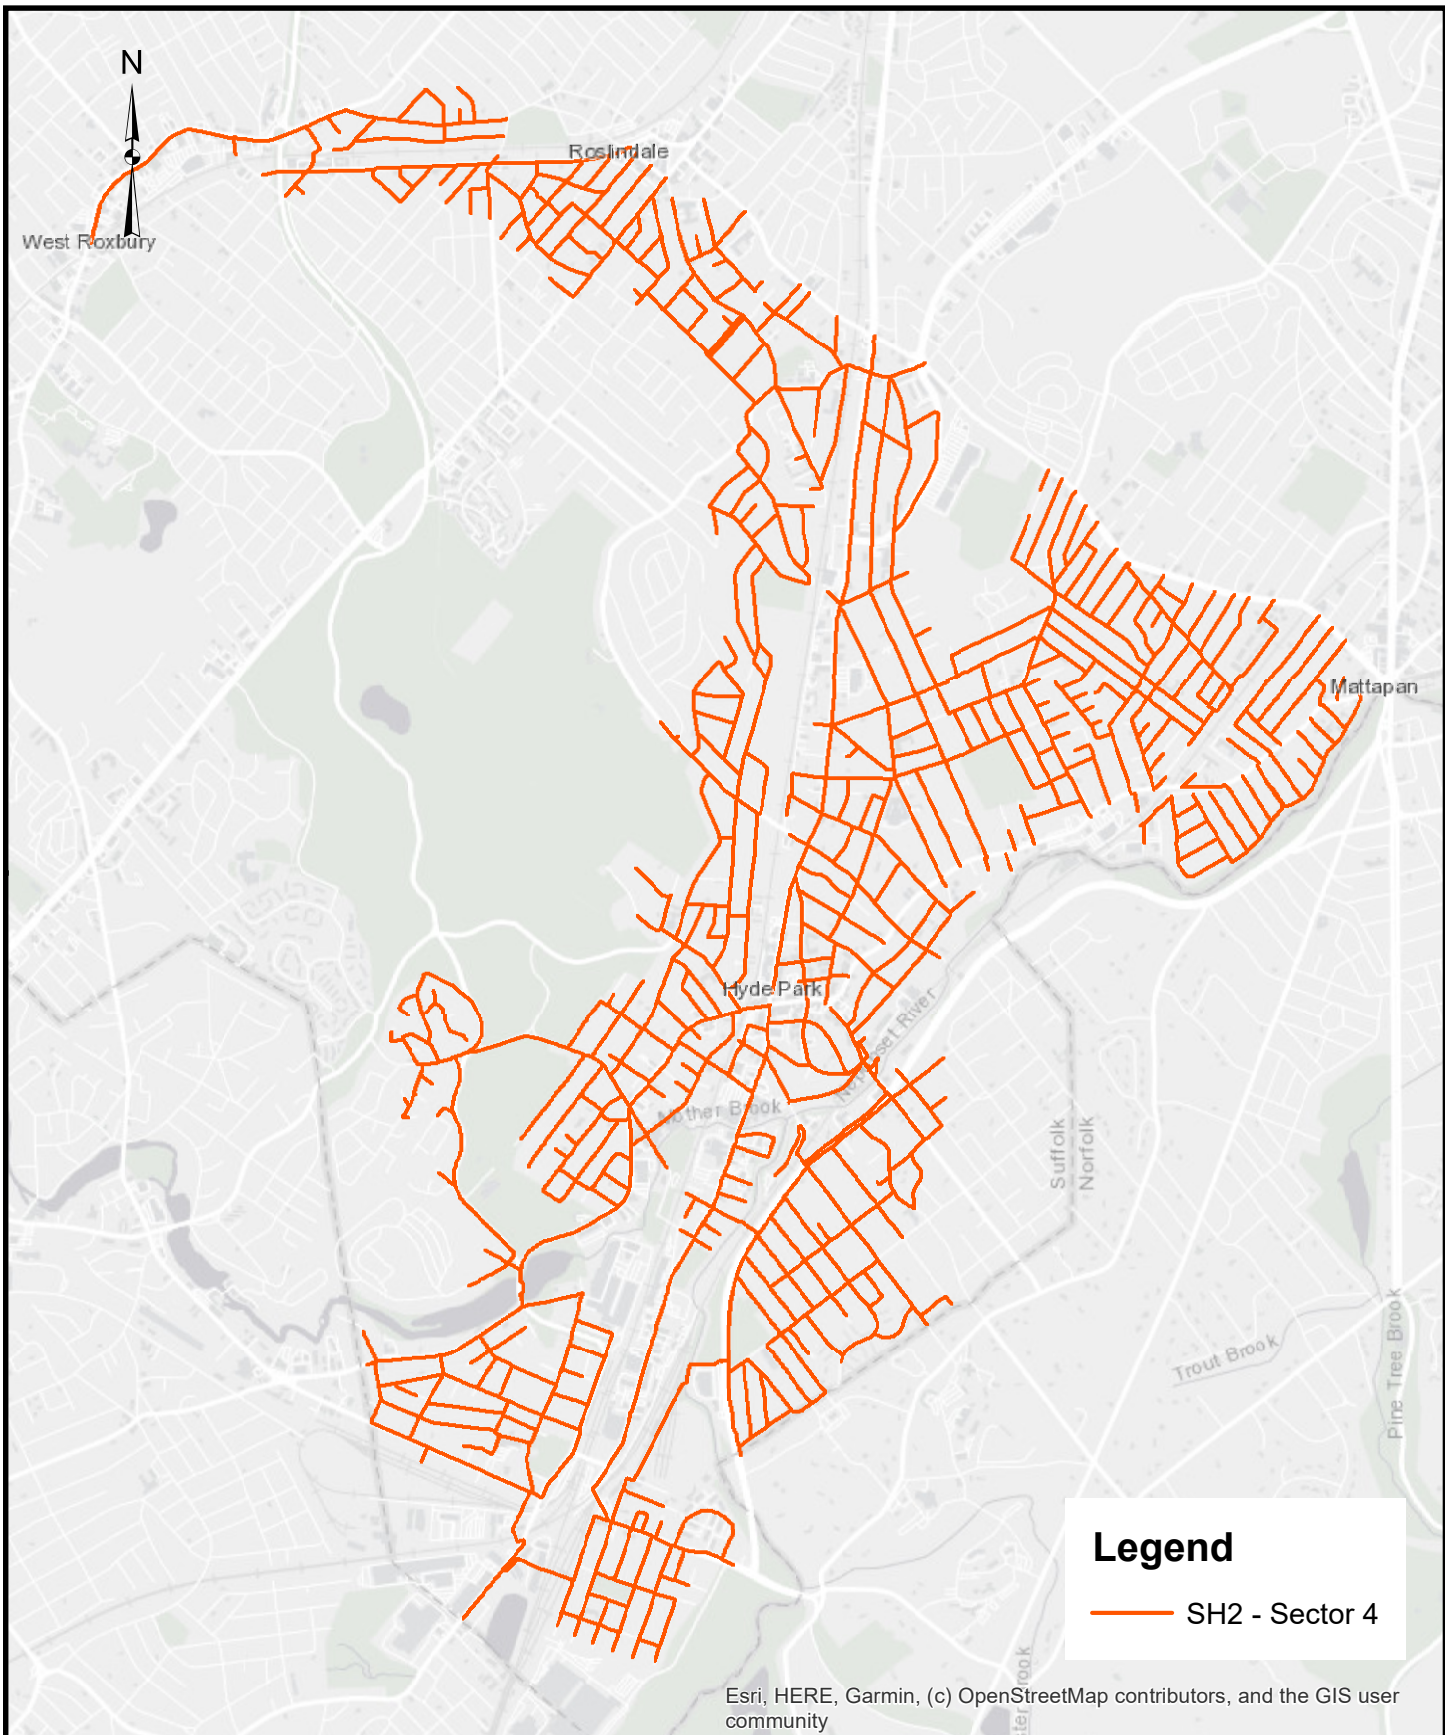 N
Roslindale
West Roxbury
Mattapan
Hyde Park
Neponset River
Mother Brook
Suffolk
Norfolk
Trout Brook
Pine Tree Brook
Legend
SH2 - Sector 4
Brook
Esri, HERE, Garmin, (c) OpenStreetMap contributors, and the GIS user
community